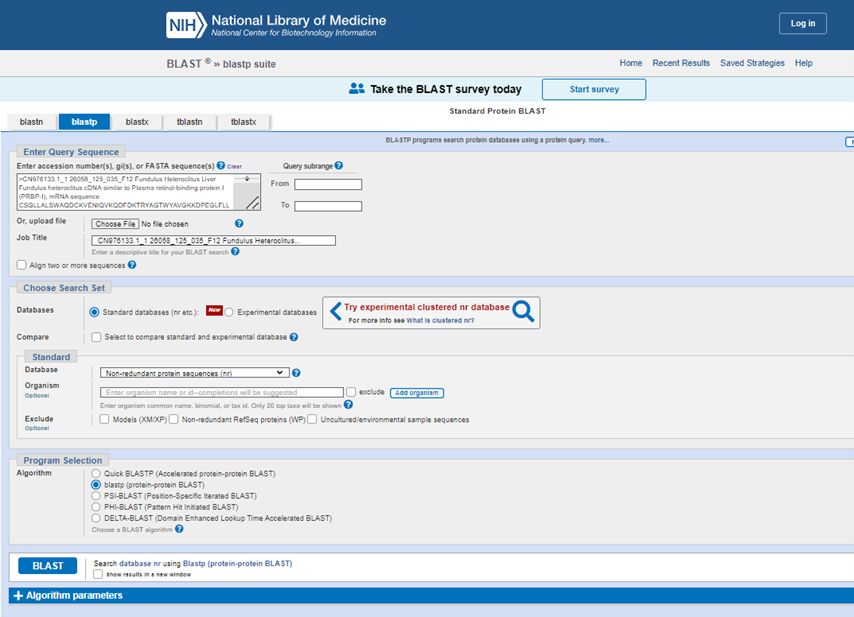 NIH National Library of Medicine
National Center for Biotechnology Information
Log in
BLAST ® » blastp suite
Home Recent Results Saved Strategies Help
Take the BLAST survey today Start survey
Standard Protein BLAST
blastn blastp blastx tblastn tblastx
BLASTP programs search protein databases using a protein query. more...
Enter Query Sequence
Enter accession number(s), gi(s), or FASTA sequence(s) ? Clear
Query subrange ?
>CN976133.1_1 26058_125_035_F12 Fundulus Heteroclitus Liver
Fundulus heteroclitus cDNA similar to Plasma retinol-binding protein I
(PRBP-I), mRNA sequence
CSGLLALSWAQDCKVENIQVKQDFDKTRYAGTWYAVGKKDPEGLFLL
From
To
Or, upload file Choose File No file chosen ?
Job Title CN976133.1_1 26058_125_035_F12 Fundulus Heteroclitus...
Enter a descriptive title for your BLAST search ?
Align two or more sequences ?
Choose Search Set
Databases Standard databases (nr etc.): New Experimental databases
Try experimental clustered nr database
For more info see What is clustered nr?
Compare Select to compare standard and experimental database ?
Standard
Database Non-redundant protein sequences (nr) ?
Organism
Optional
Enter organism name or id--completions will be suggested exclude Add organism
Enter organism common name, binomial, or tax id. Only 20 top taxa will be shown ?
Exclude
Optional
Models (XM/XP) Non-redundant RefSeq proteins (WP) Uncultured/environmental sample sequences
Program Selection
Algorithm
Quick BLASTP (Accelerated protein-protein BLAST)
blastp (protein-protein BLAST)
PSI-BLAST (Position-Specific Iterated BLAST)
PHI-BLAST (Pattern Hit Initiated BLAST)
DELTA-BLAST (Domain Enhanced Lookup Time Accelerated BLAST)
Choose a BLAST algorithm ?
BLAST
Search database nr using Blastp (protein-protein BLAST)
Show results in a new window
+ Algorithm parameters